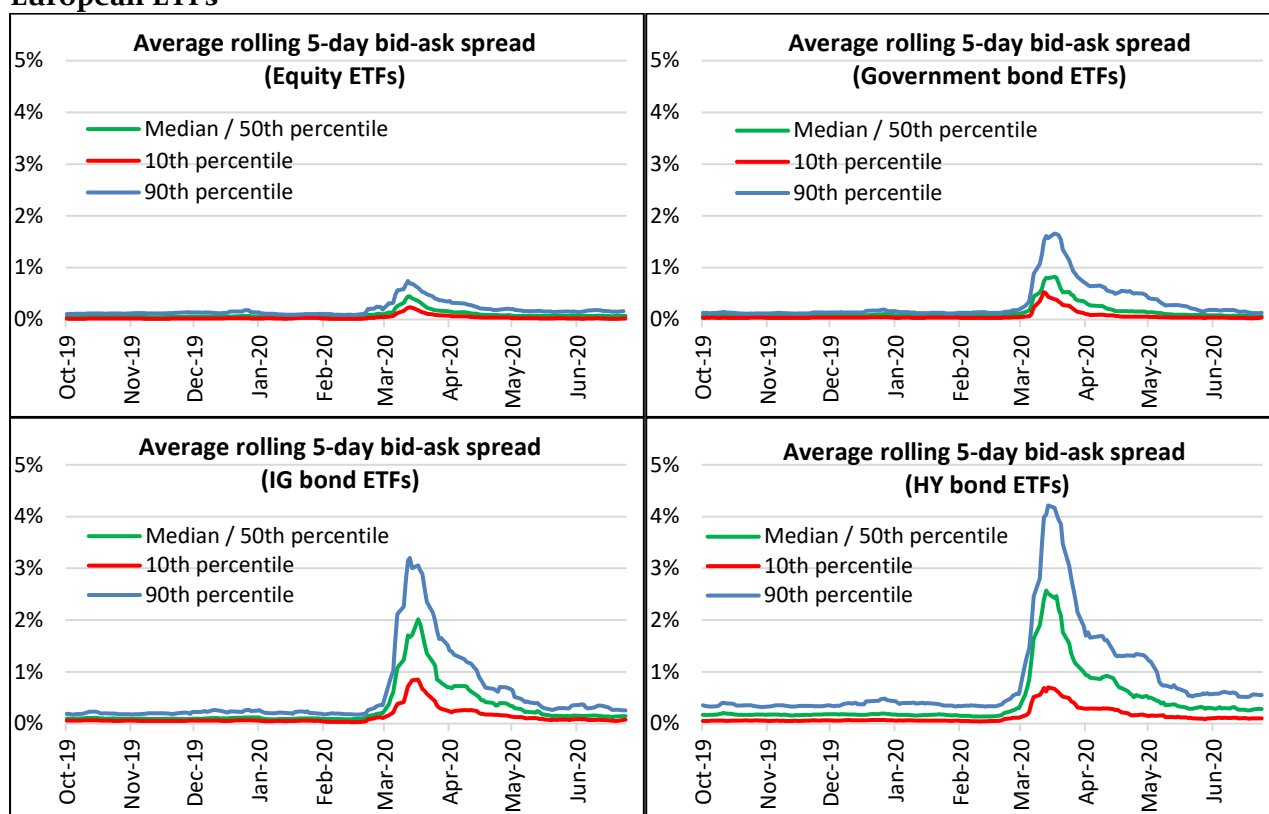 European ETFs
Average rolling 5-day bid-ask spread
(Equity ETFs)
5%
4%
3%
2%
1%
0%
Median / 50th percentile
10th percentile
90th percentile
Oct-19
Nov-19
Dec-19
Jan-20
Feb-20
Mar-20
Apr-20
May-20
Jun-20
Average rolling 5-day bid-ask spread
(Government bond ETFs)
5%
4%
3%
2%
1%
0%
Median / 50th percentile
10th percentile
90th percentile
Oct-19
Nov-19
Dec-19
Jan-20
Feb-20
Mar-20
Apr-20
May-20
Jun-20
Average rolling 5-day bid-ask spread
(IG bond ETFs)
5%
4%
3%
2%
1%
0%
Median / 50th percentile
10th percentile
90th percentile
Oct-19
Nov-19
Dec-19
Jan-20
Feb-20
Mar-20
Apr-20
May-20
Jun-20
Average rolling 5-day bid-ask spread
(HY bond ETFs)
5%
4%
3%
2%
1%
0%
Median / 50th percentile
10th percentile
90th percentile
Oct-19
Nov-19
Dec-19
Jan-20
Feb-20
Mar-20
Apr-20
May-20
Jun-20